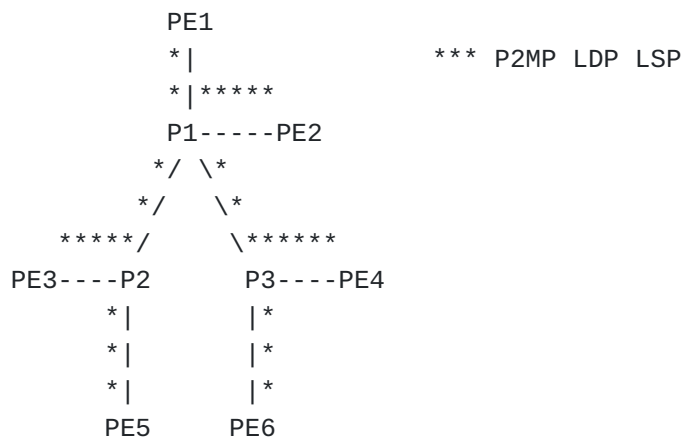 PE1
*|                *** P2MP LDP LSP
*|*****
P1-----PE2
*/ \*
*/   \*
*****/     \******
PE3----P2      P3----PE4
*|       |*
*|       |*
*|       |*
PE5     PE6